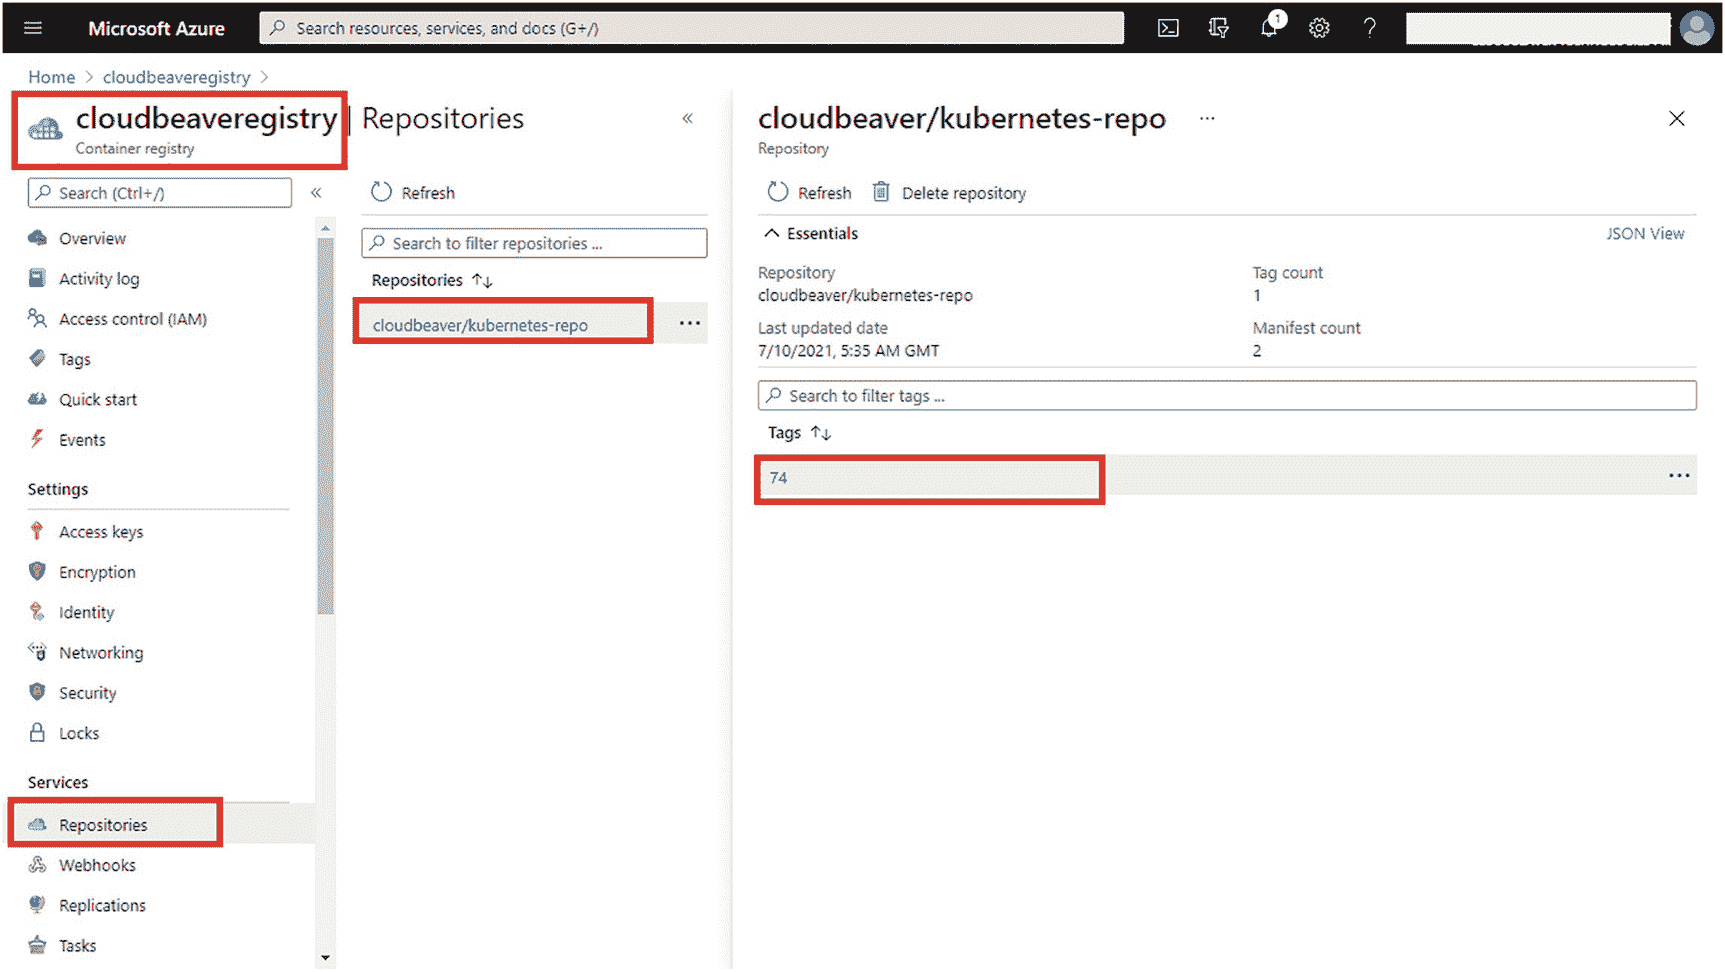 Microsoft Azure
Search resources, services, and docs (G+/)
1
Home > cloudbeaveregistry >
cloudbeaveregistry | Repositories
Container registry
Search (Ctrl+/)
Overview
Activity log
Access control (IAM)
Tags
Quick start
Events
Settings
Access keys
Encryption
Identity
Networking
Security
Locks
Services
Repositories
Webhooks
Replications
Tasks
Refresh
Search to filter repositories ...
Repositories
cloudbeaver/kubernetes-repo
cloudbeaver/kubernetes-repo
Repository
Refresh
Delete repository
Essentials
JSON View
Repository
cloudbeaver/kubernetes-repo
Tag count
1
Last updated date
7/10/2021, 5:35 AM GMT
Manifest count
2
Search to filter tags ...
Tags
74